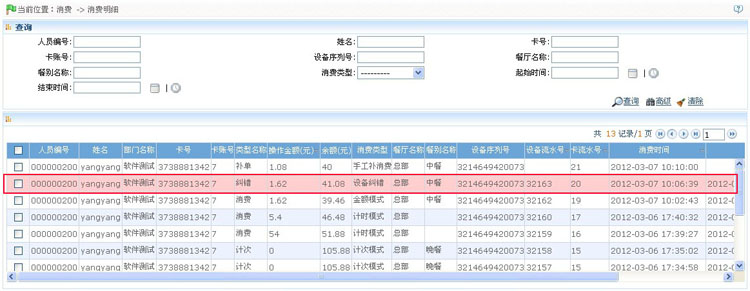 当前位置：消费 -> 消费明细
查询
人员编号: 姓名: 卡号:
卡账号: 设备序列号: 餐厅名称:
餐别名称: 消费类型: --------- 起始时间:
结束时间:
查询 高级 清除
共 13 记录/1 页 1
人员编号 姓名 部门名称 卡号 卡账号 类型名称 操作金额(元) 余额(元) 消费类型 餐厅名称 餐别名称 设备序列号 设备流水号 卡流水号 消费时间
000000200 yangyang 软件测试 3738881342 7 补单 1.08 40 手工补消费 总部 中餐 3214649420073 21 2012-03-07 10:10:00
000000200 yangyang 软件测试 3738881342 7 纠错 1.62 41.08 设备纠错 总部 中餐 3214649420073 32163 20 2012-03-07 10:06:39 2012-0
000000200 yangyang 软件测试 3738881342 7 消费 1.62 39.46 金额模式 总部 中餐 3214649420073 32162 19 2012-03-07 10:02:43 2012-0
000000200 yangyang 软件测试 3738881342 7 消费 5.4 46.48 计时模式 总部 3214649420073 32160 17 2012-03-06 17:40:32 2012-0
000000200 yangyang 软件测试 3738881342 7 消费 54 51.88 计时模式 总部 3214649420073 32159 16 2012-03-06 17:39:27 2012-0
000000200 yangyang 软件测试 3738881342 7 计次 0 105.88 计次模式 总部 晚餐 3214649420073 32158 15 2012-03-06 17:35:02 2012-0
000000200 yangyang 软件测试 3738881342 7 计次 0 105.88 计次模式 总部 晚餐 3214649420073 32157 15 2012-03-06 17:34:58 2012-0